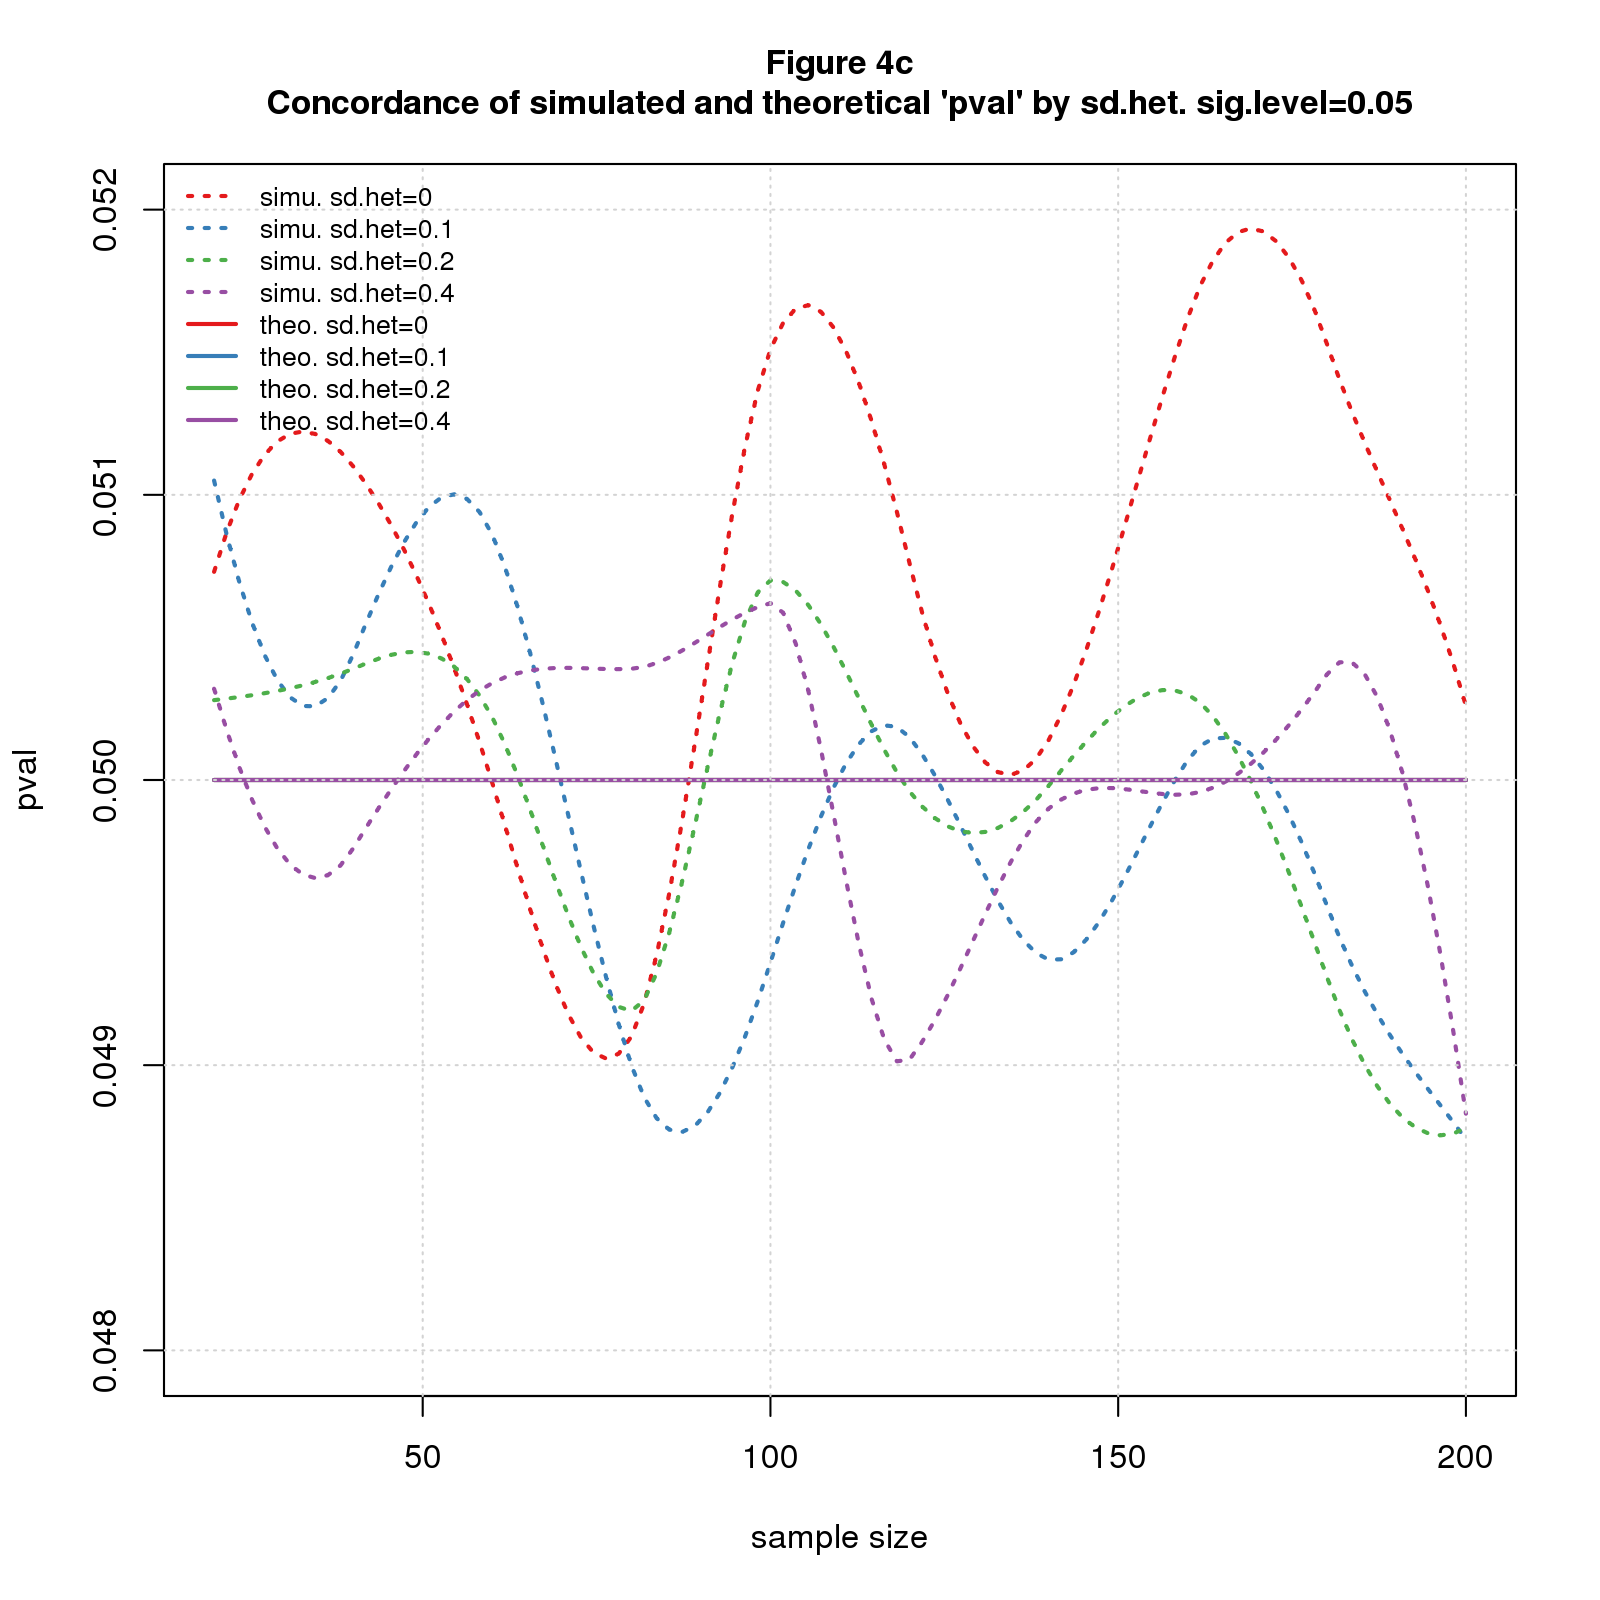 Figure 4c
Concordance of simulated and theoretical 'pval' by sd.het. sig.level=0.05
simu. sd.het=0
simu. sd.het=0.1
simu. sd.het=0.2
simu. sd.het=0.4
theo. sd.het=0
theo. sd.het=0.1
theo. sd.het=0.2
theo. sd.het=0.4
0.052
0.051
0.050
0.049
0.048
pval
50 100 150 200
sample size